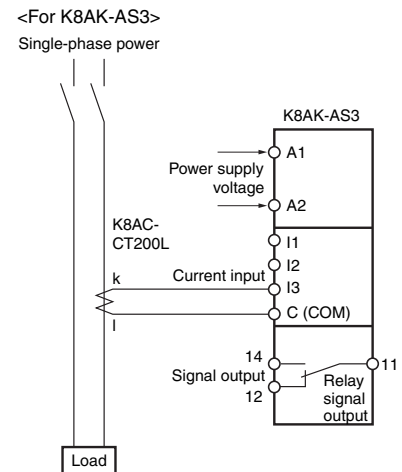 <For K8AK-AS3>
Single-phase power
K8AK-AS3
A1
Power supply
voltage
A2
K8AC-
CT200L
I1
I2
k
Current input
I3
C (COM)
l
14
11
Signal output
Relay
signal
output
12
Load